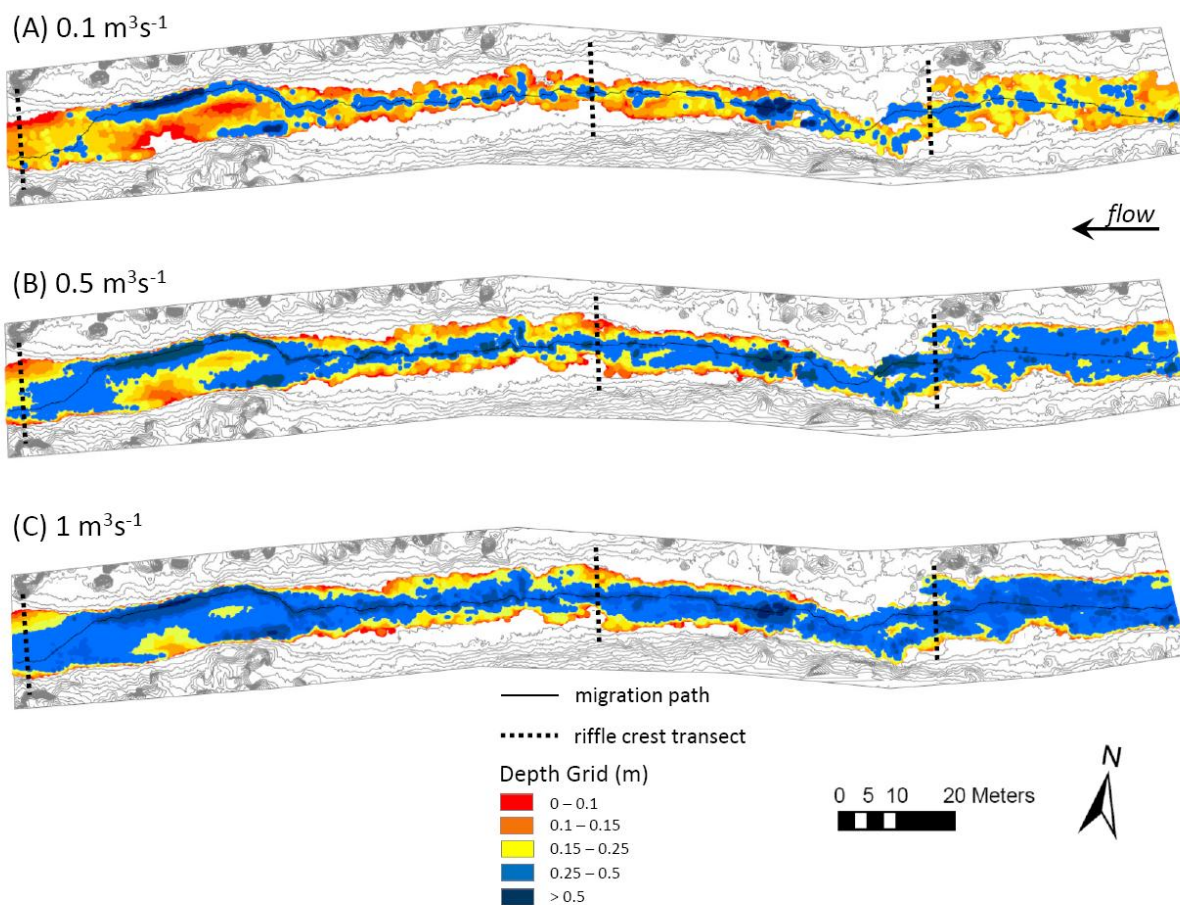 (A) 0.1 m³s⁻¹
flow
(B) 0.5 m³s⁻¹
(C) 1 m³s⁻¹
migration path
riffle crest transect
Depth Grid (m)
0 – 0.1
0.1 – 0.15
0.15 – 0.25
0.25 – 0.5
> 0.5
0 5 10 20 Meters
N